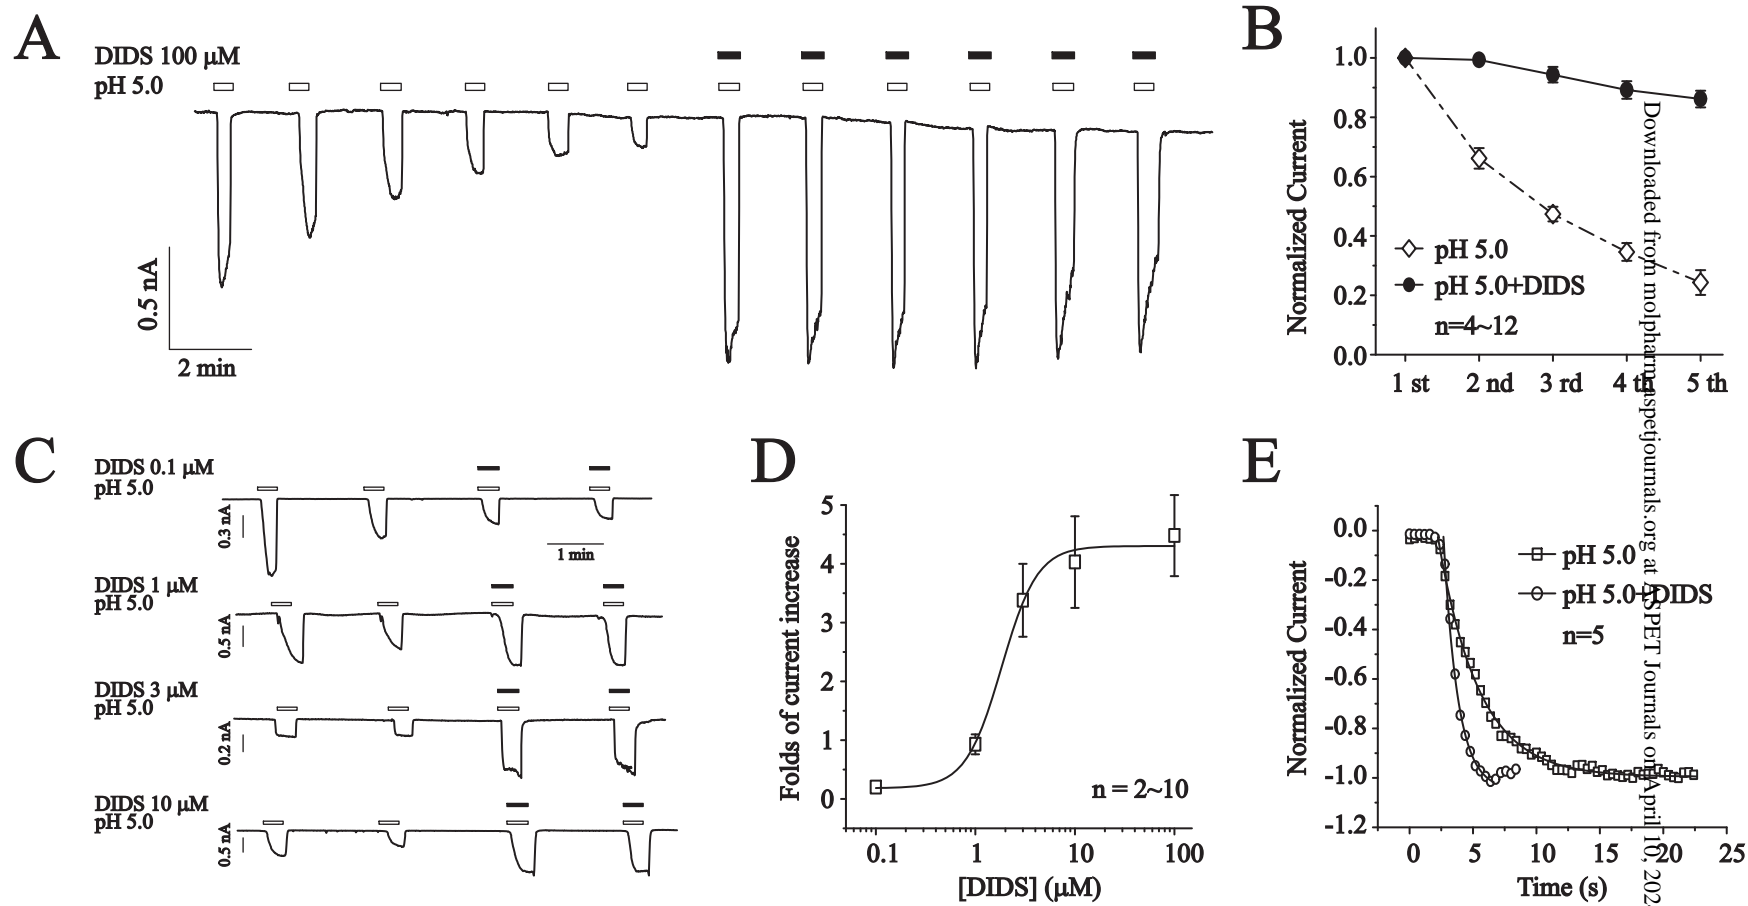 A
DIDS 100 μM
pH 5.0
0.5 nA
2 min
B
Normalized Current
1.0
0.8
0.6
0.4
0.2
0.0
pH 5.0
pH 5.0+DIDS
n=4~12
1 st 2 nd 3 rd 4 th 5 th
C
DIDS 0.1 μM
pH 5.0
0.3 nA
1 min
DIDS 1 μM
pH 5.0
0.5 nA
DIDS 3 μM
pH 5.0
0.2 nA
DIDS 10 μM
pH 5.0
0.5 nA
D
Folds of current increase
5
4
3
2
1
0
n = 2~10
0.1 1 10 100
[DIDS] (μM)
E
Normalized Current
0.0
-0.2
-0.4
-0.6
-0.8
-1.0
-1.2
pH 5.0
pH 5.0+DIDS
n=5
0 5 10 15 20 25
Time (s)
Downloaded from molpharm.aspetjournals.org at ASPET Journals on April 10, 202